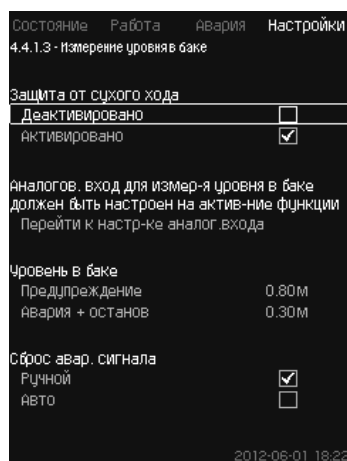 Состояние Работа Авария Настройки
4.4.1.3 - Измерение уровня в баке
Защита от сухого хода
Деактивировано
Активировано
Аналогов. вход для измер-я уровня в баке
должен быть настроен на актив-ние функции
Перейти к настр-ке аналог.входа
Уровень в баке
Предупреждение 0.80м
Авария + останов 0.30м
Сброс авар. сигнала
Ручной
Авто
2012-06-01 18:22